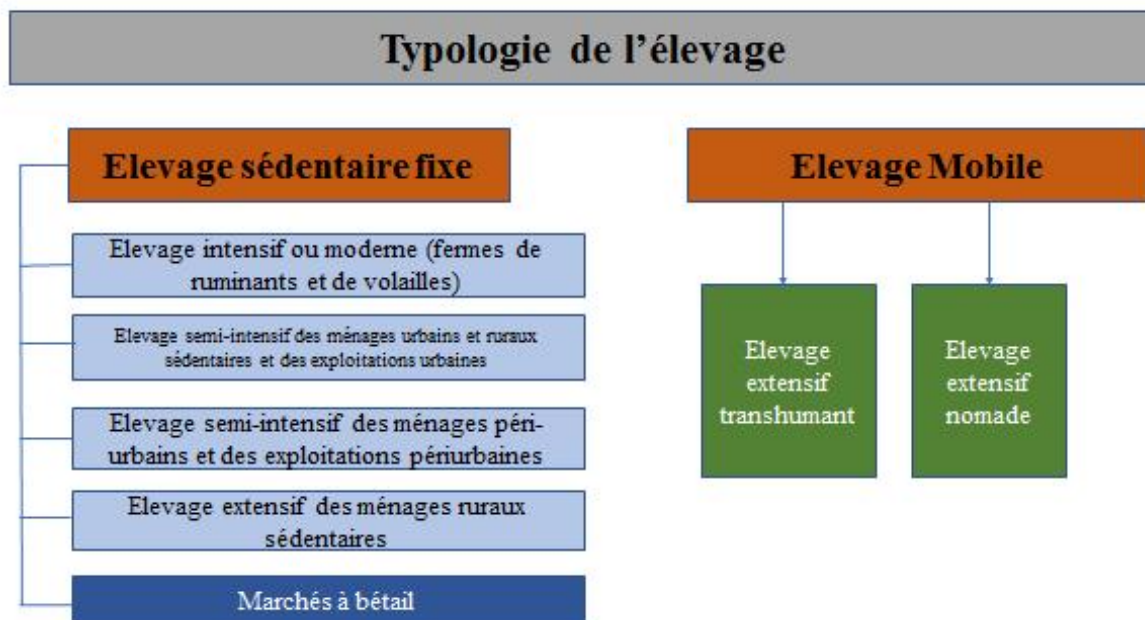 Typologie de l’élevage
Elevage sédentaire fixe
Elevage intensif ou moderne (fermes de
ruminants et de volailles)
Elevage semi-intensif des ménages urbains et ruraux
sédentaires et des exploitations urbaines
Elevage semi-intensif des ménages péri-
urbains et des exploitations périurbaines
Elevage extensif des ménages ruraux
sédentaires
Marchés à bétail
Elevage Mobile
Elevage
extensif
transhumant
Elevage
extensif
nomade